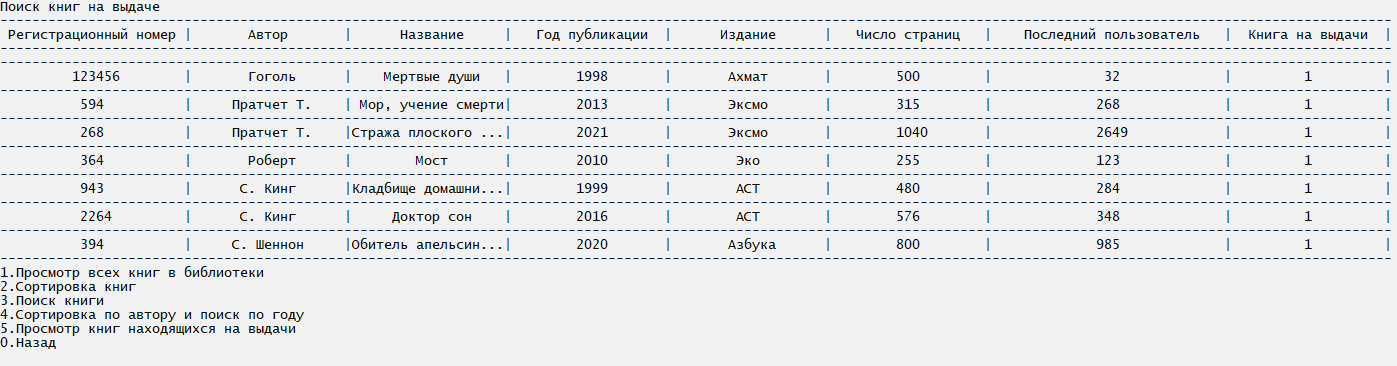 Поиск книг на выдаче
Регистрационный номер | Автор | Название | Год публикации | Издание | Число страниц | Последний пользователь | Книга на выдачи |
123456 | Гоголь | Мертвые души | 1998 | Ахмат | 500 | 32 | 1 |
594 | Пратчет Т. | Мор, учение смерти| 2013 | Эксмо | 315 | 268 | 1 |
268 | Пратчет Т. |Стража плоского ...| 2021 | Эксмо | 1040 | 2649 | 1 |
364 | Роберт | Мост | 2010 | Эко | 255 | 123 | 1 |
943 | С. Кинг |Кладбище домашни...| 1999 | АСТ | 480 | 284 | 1 |
2264 | С. Кинг | Доктор сон | 2016 | АСТ | 576 | 348 | 1 |
394 | С. Шеннон |Обитель апельсин...| 2020 | Азбука | 800 | 985 | 1 |
1.Просмотр всех книг в библиотеки
2.Сортировка книг
3.Поиск книги
4.Сортировка по автору и поиск по году
5.Просмотр книг находящихся на выдачи
0.Назад